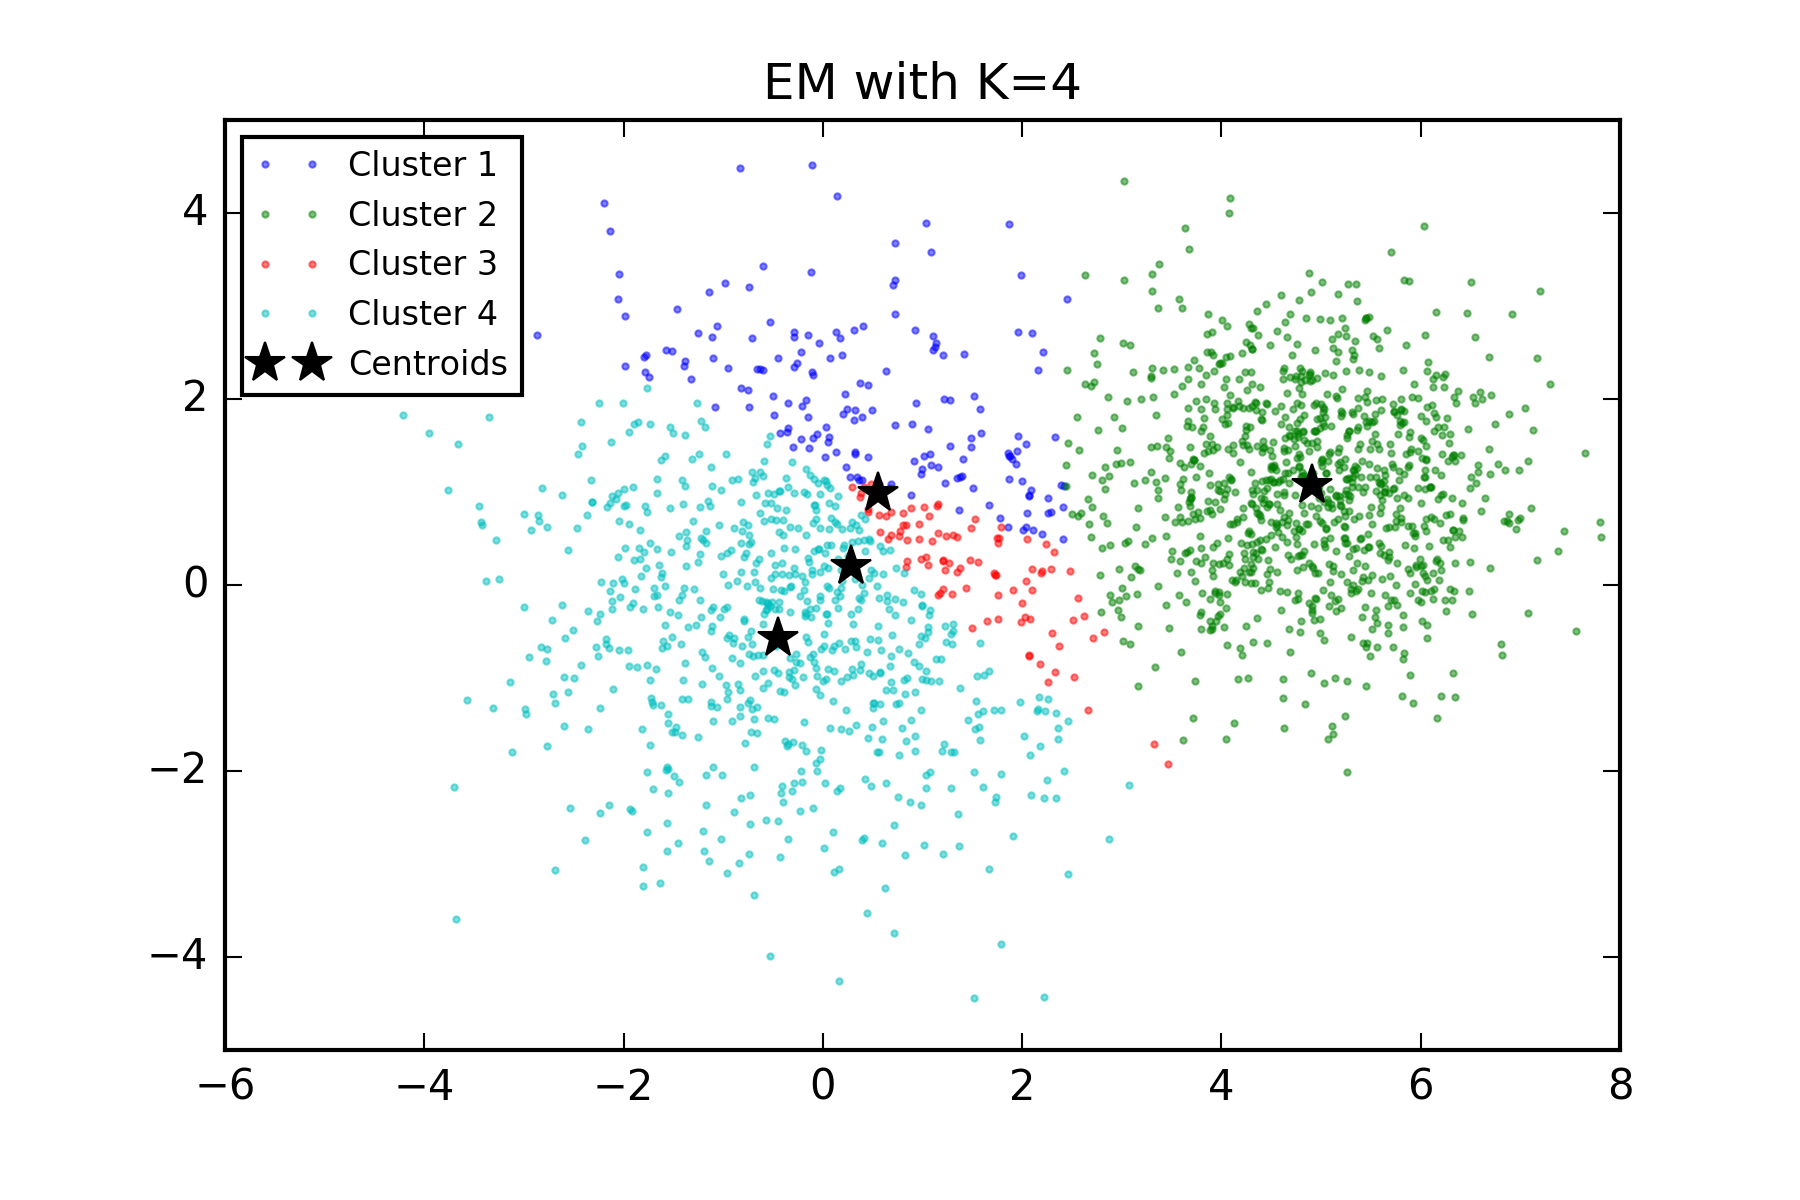 EM with K=4
Cluster 1
Cluster 2
Cluster 3
Cluster 4
Centroids
4
2
0
−2
−4
−6 −4 −2 0 2 4 6 8